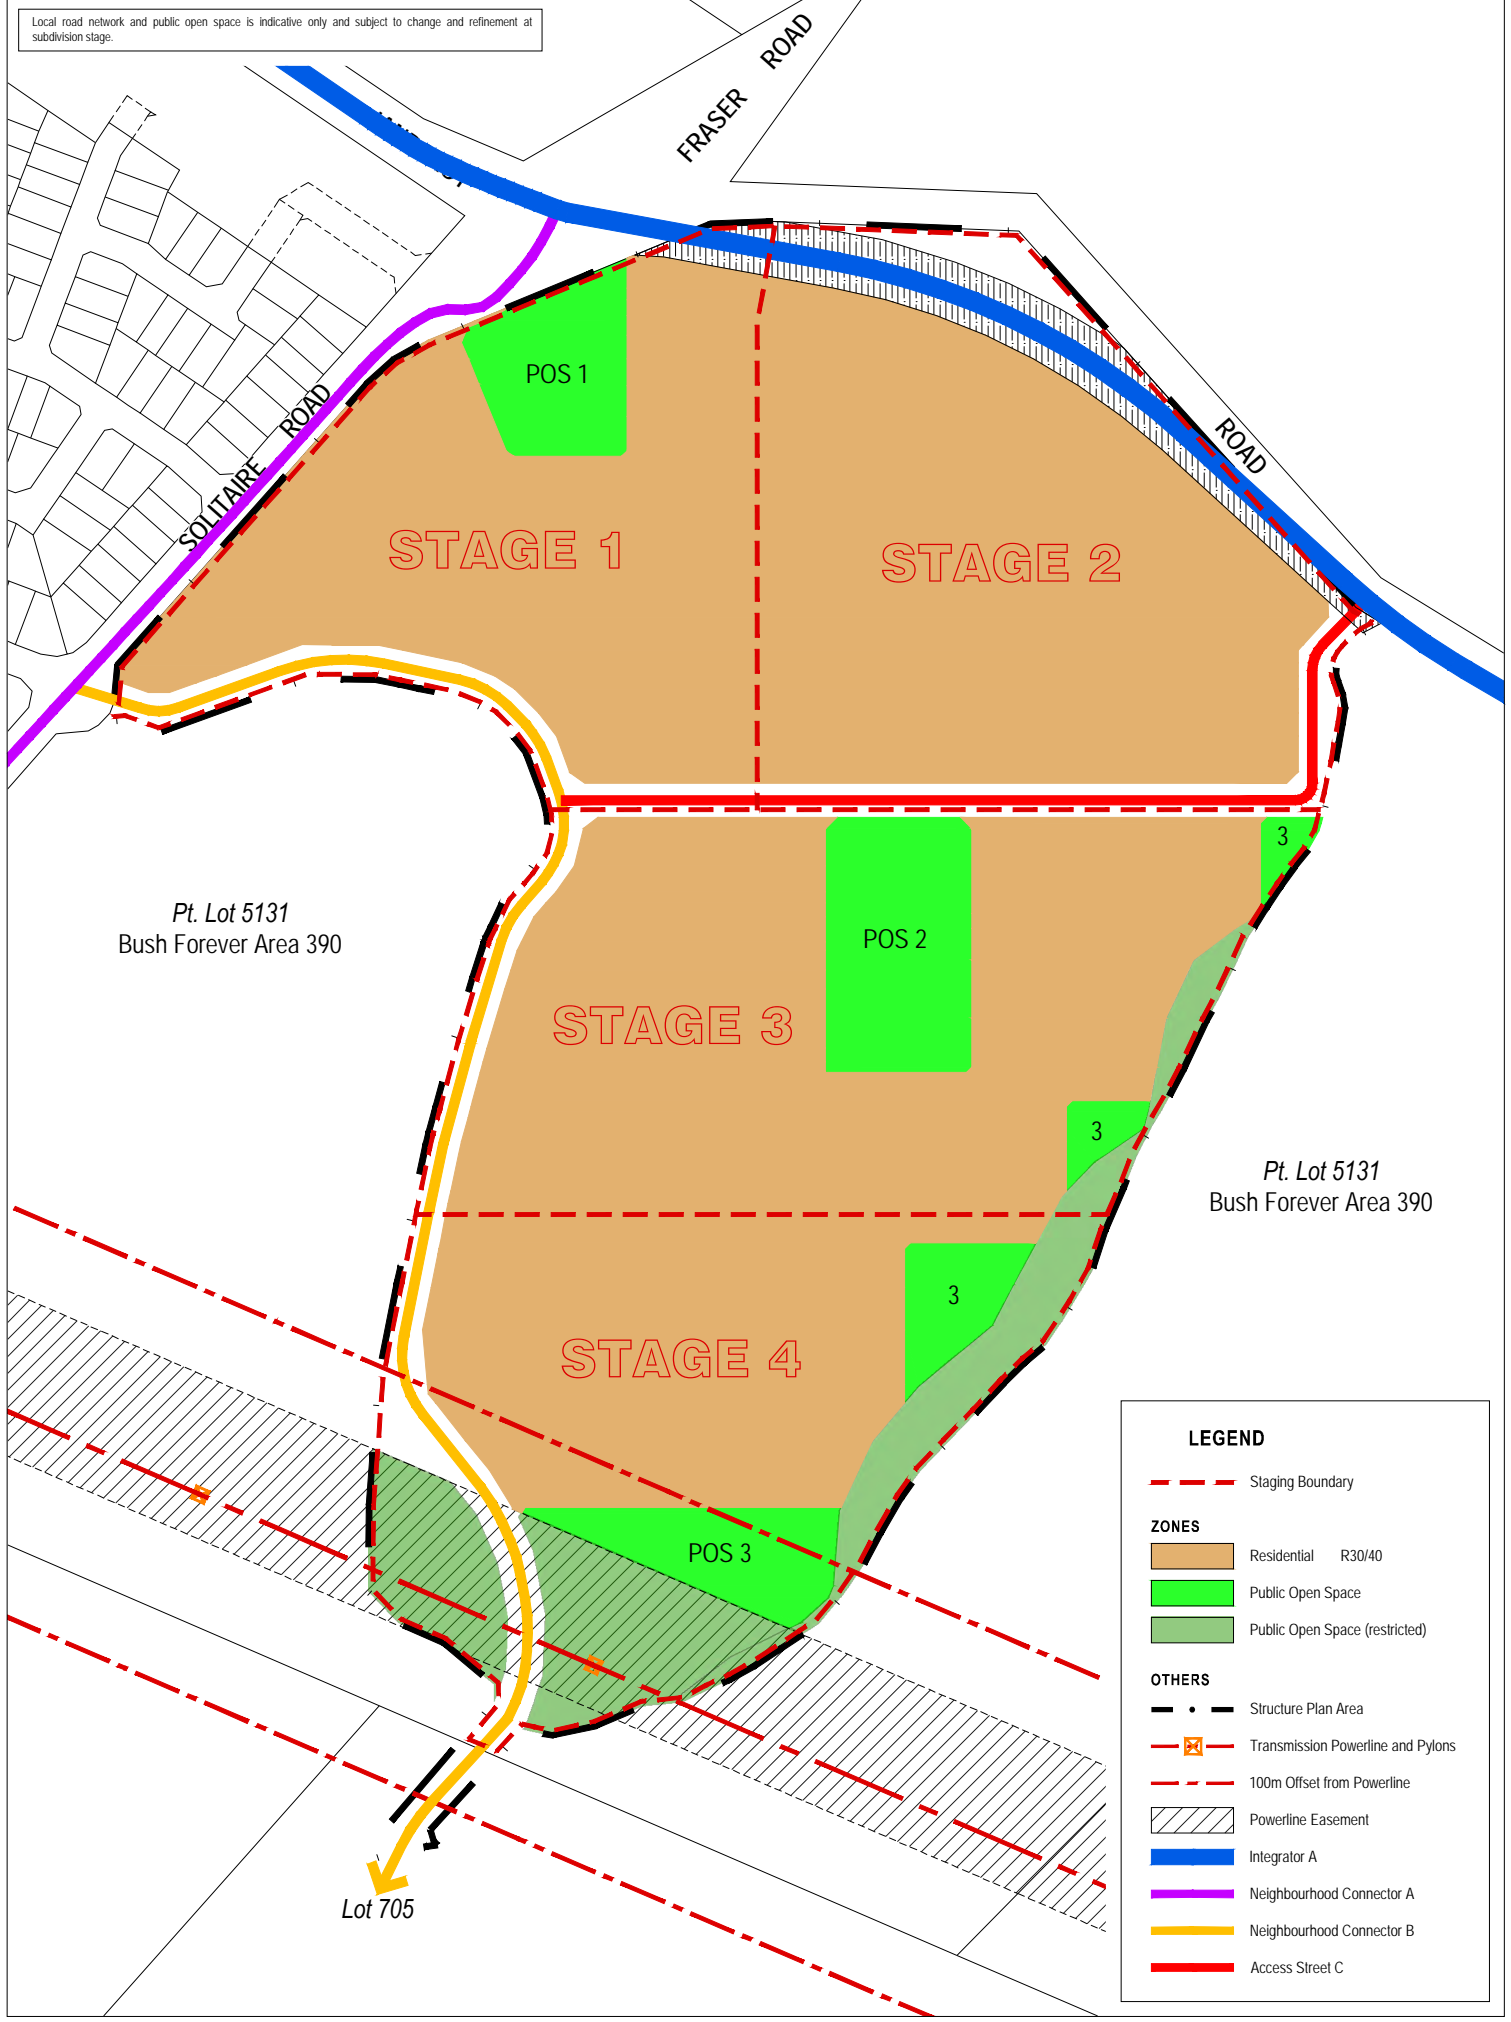 Local road network and public open space is indicative only and subject to change and refinement at
subdivision stage.
FRASER ROAD
SOLITAIRE ROAD
ROAD
POS 1
STAGE 1
STAGE 2
3
Pt. Lot 5131
Bush Forever Area 390
POS 2
STAGE 3
3
Pt. Lot 5131
Bush Forever Area 390
3
STAGE 4
POS 3
Lot 705
LEGEND
Staging Boundary
ZONES
Residential R30/40
Public Open Space
Public Open Space (restricted)
OTHERS
Structure Plan Area
Transmission Powerline and Pylons
100m Offset from Powerline
Powerline Easement
Integrator A
Neighbourhood Connector A
Neighbourhood Connector B
Access Street C